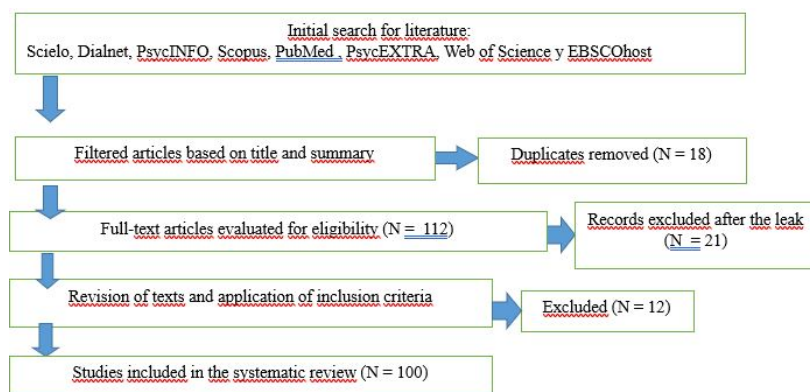 Initial search for literature:
Scielo, Dialnet, PsycINFO, Scopus, PubMed , PsycEXTRA, Web of Science y EBSCOhost
Filtered articles based on title and summary
Duplicates removed (N = 18)
Full-text articles evaluated for eligibility (N = 112)
Records excluded after the leak
(N = 21)
Revision of texts and application of inclusion criteria
Excluded (N = 12)
Studies included in the systematic review (N = 100)